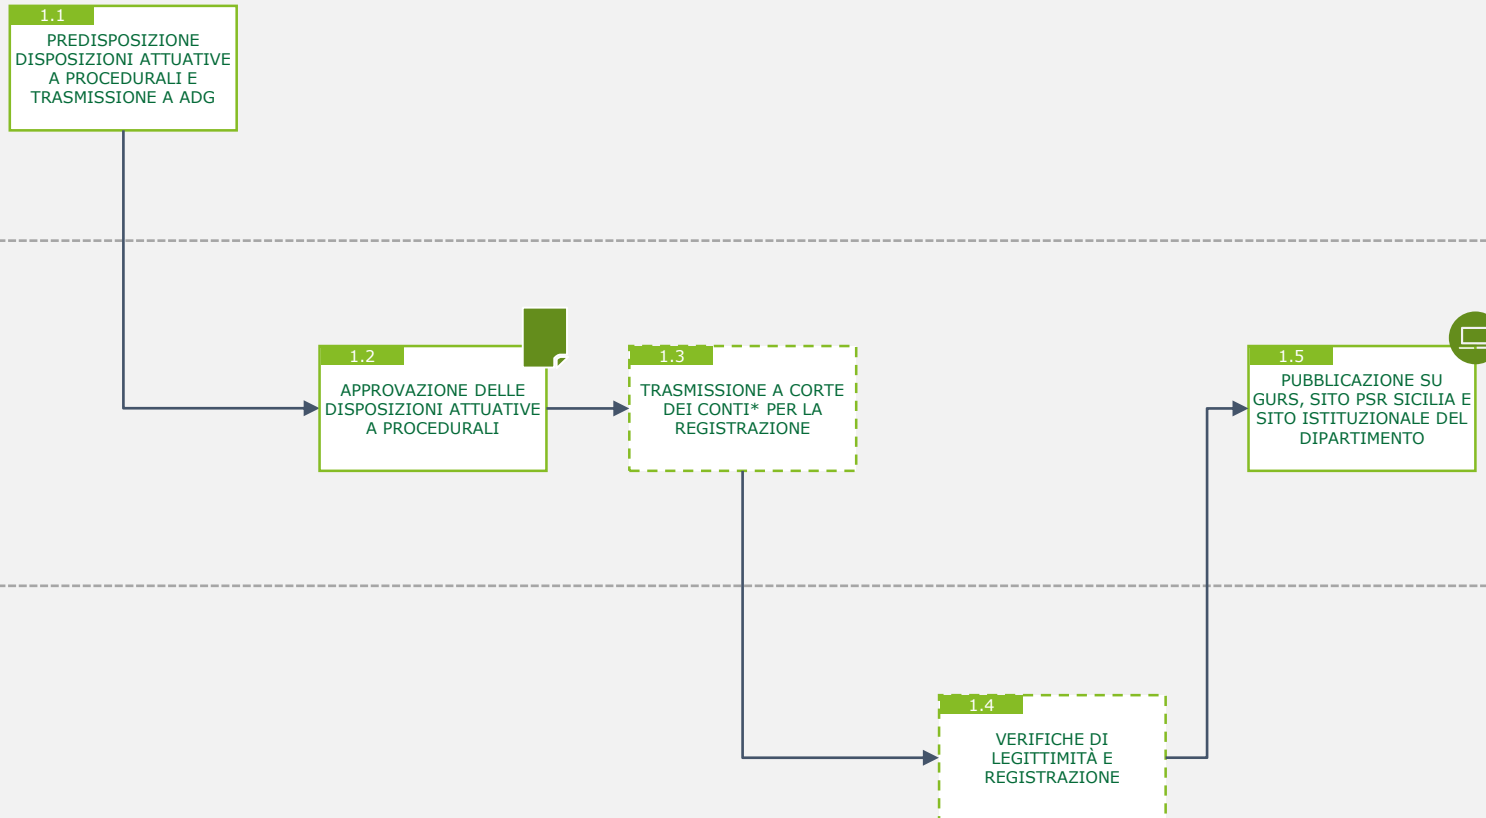 1.1
PREDISPOSIZIONE
DISPOSIZIONI ATTUATIVE
A PROCEDURALI E
TRASMISSIONE A ADG
1.2
APPROVAZIONE DELLE
DISPOSIZIONI ATTUATIVE
A PROCEDURALI
1.3
TRASMISSIONE A CORTE
DEI CONTI* PER LA
REGISTRAZIONE
1.5
PUBBLICAZIONE SU
GURS, SITO PSR SICILIA E
SITO ISTITUZIONALE DEL
DIPARTIMENTO
1.4
VERIFICHE DI
LEGITTIMITÀ E
REGISTRAZIONE